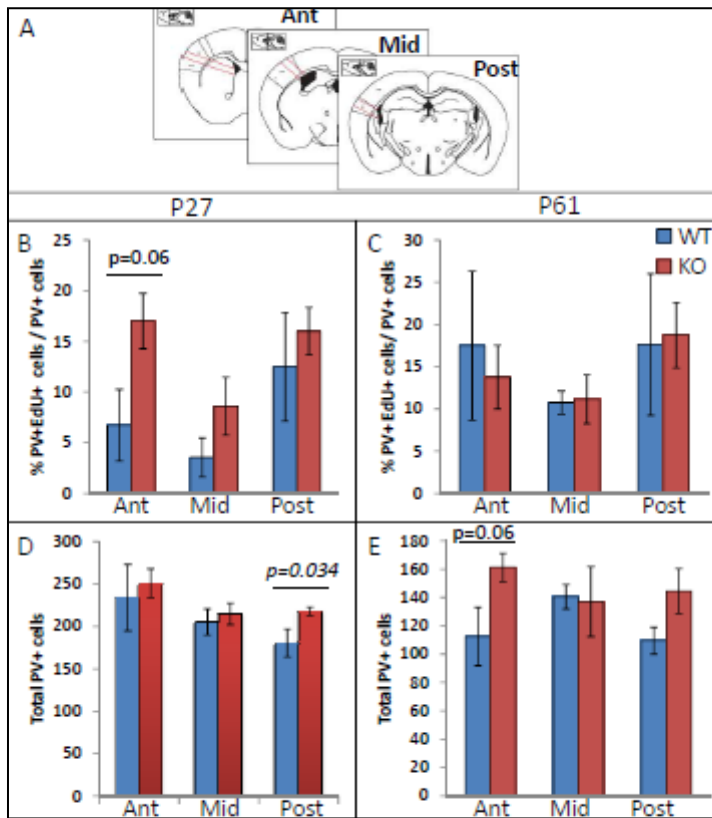 A
Ant
Mid
Post
P27
P61
B
p=0.06
% PV+EdU+ cells / PV+ cells
25
20
15
10
5
0
Ant Mid Post
C
WT
KO
% PV+EdU+ cells/ PV+ cells
30
25
20
15
10
5
0
Ant Mid Post
D
p=0.034
Total PV+ cells
300
250
200
150
100
50
0
Ant Mid Post
E
p=0.06
Total PV+ cells
180
160
140
120
100
80
60
40
20
0
Ant Mid Post